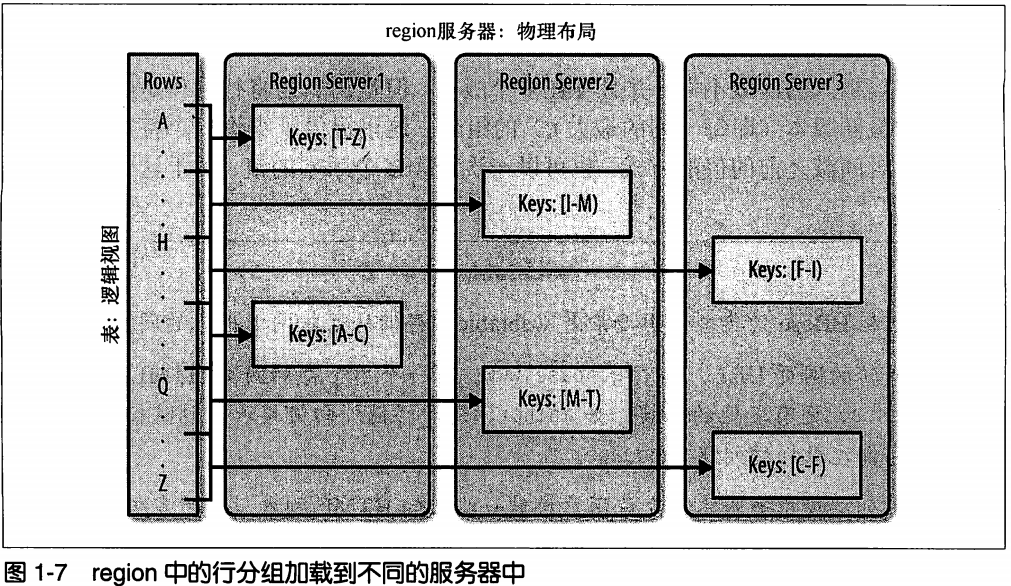 region服务器：物理布局
Rows
Region Server 1
Region Server 2
Region Server 3
A
.
.
H
.
.
.
Q
.
.
Z
表：逻辑视图
Keys: [T-Z)
Keys: [I-M)
Keys: [F-I)
Keys: [A-C)
Keys: [M-T)
Keys: [C-F)
图 1-7 region 中的行分组加载到不同的服务器中